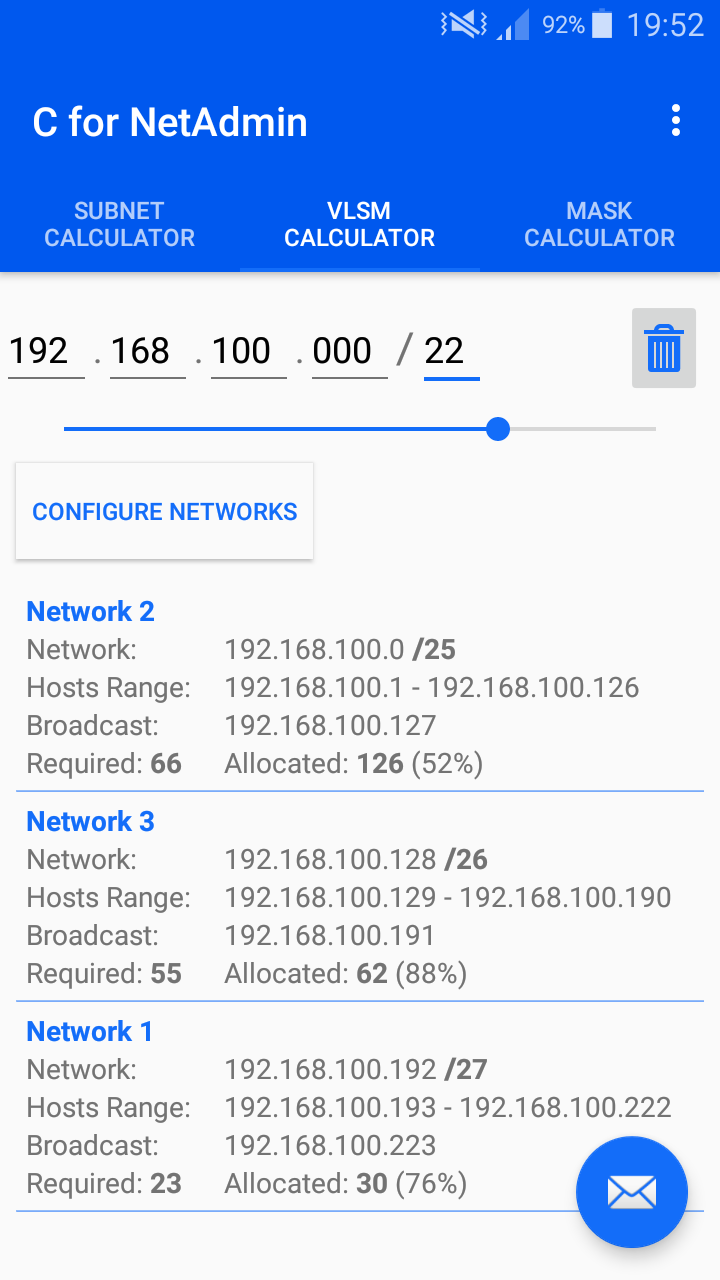 92% 19:52
C for NetAdmin
SUBNET CALCULATOR
VLSM CALCULATOR
MASK CALCULATOR
192 . 168 . 100 . 000 / 22
CONFIGURE NETWORKS
Network 2
Network: 192.168.100.0 /25
Hosts Range: 192.168.100.1 - 192.168.100.126
Broadcast: 192.168.100.127
Required: 66 Allocated: 126 (52%)
Network 3
Network: 192.168.100.128 /26
Hosts Range: 192.168.100.129 - 192.168.100.190
Broadcast: 192.168.100.191
Required: 55 Allocated: 62 (88%)
Network 1
Network: 192.168.100.192 /27
Hosts Range: 192.168.100.193 - 192.168.100.222
Broadcast: 192.168.100.223
Required: 23 Allocated: 30 (76%)